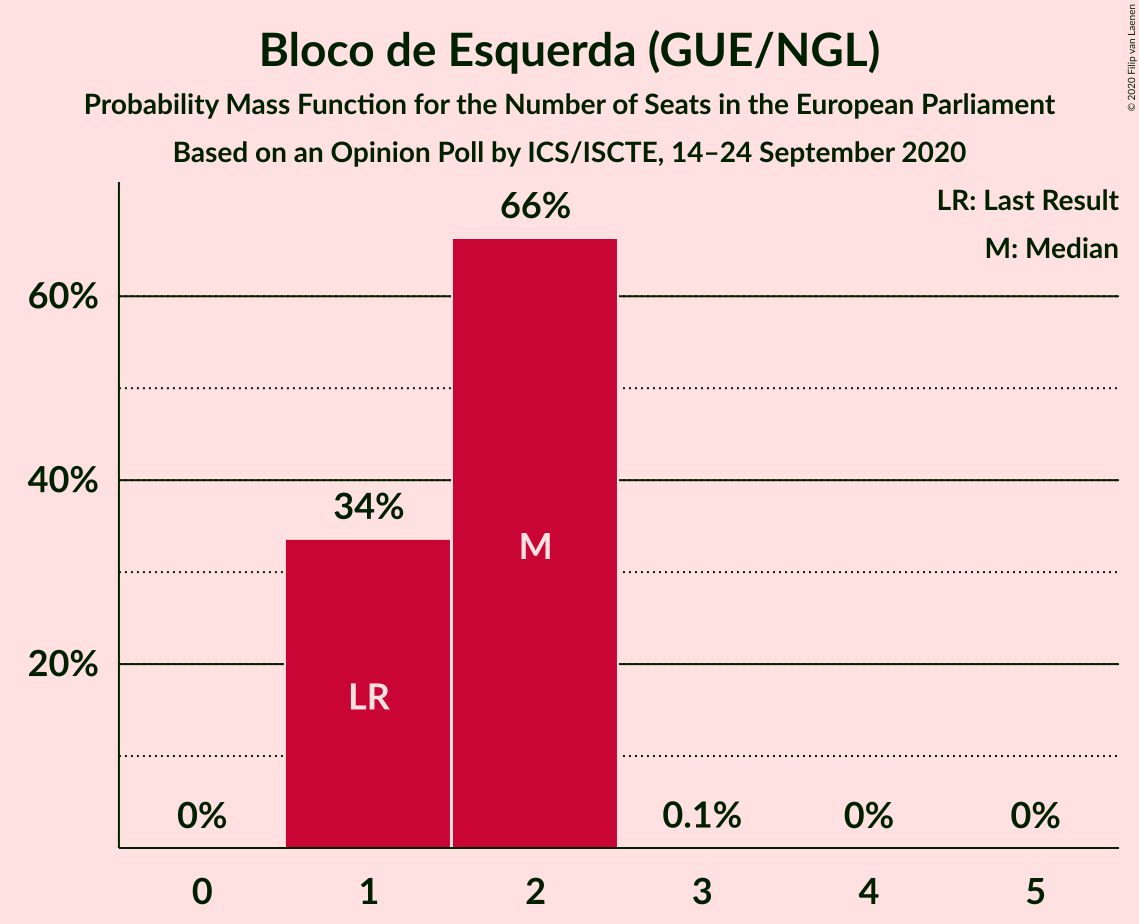 Bloco de Esquerda (GUE/NGL)
Probability Mass Function for the Number of Seats in the European Parliament
Based on an Opinion Poll by ICS/ISCTE, 14–24 September 2020
© 2020 Filip van Laenen
LR: Last Result
M: Median
60%
40%
20%
0%
34%
66%
0.1%
0%
0%
LR
M
0 1 2 3 4 5